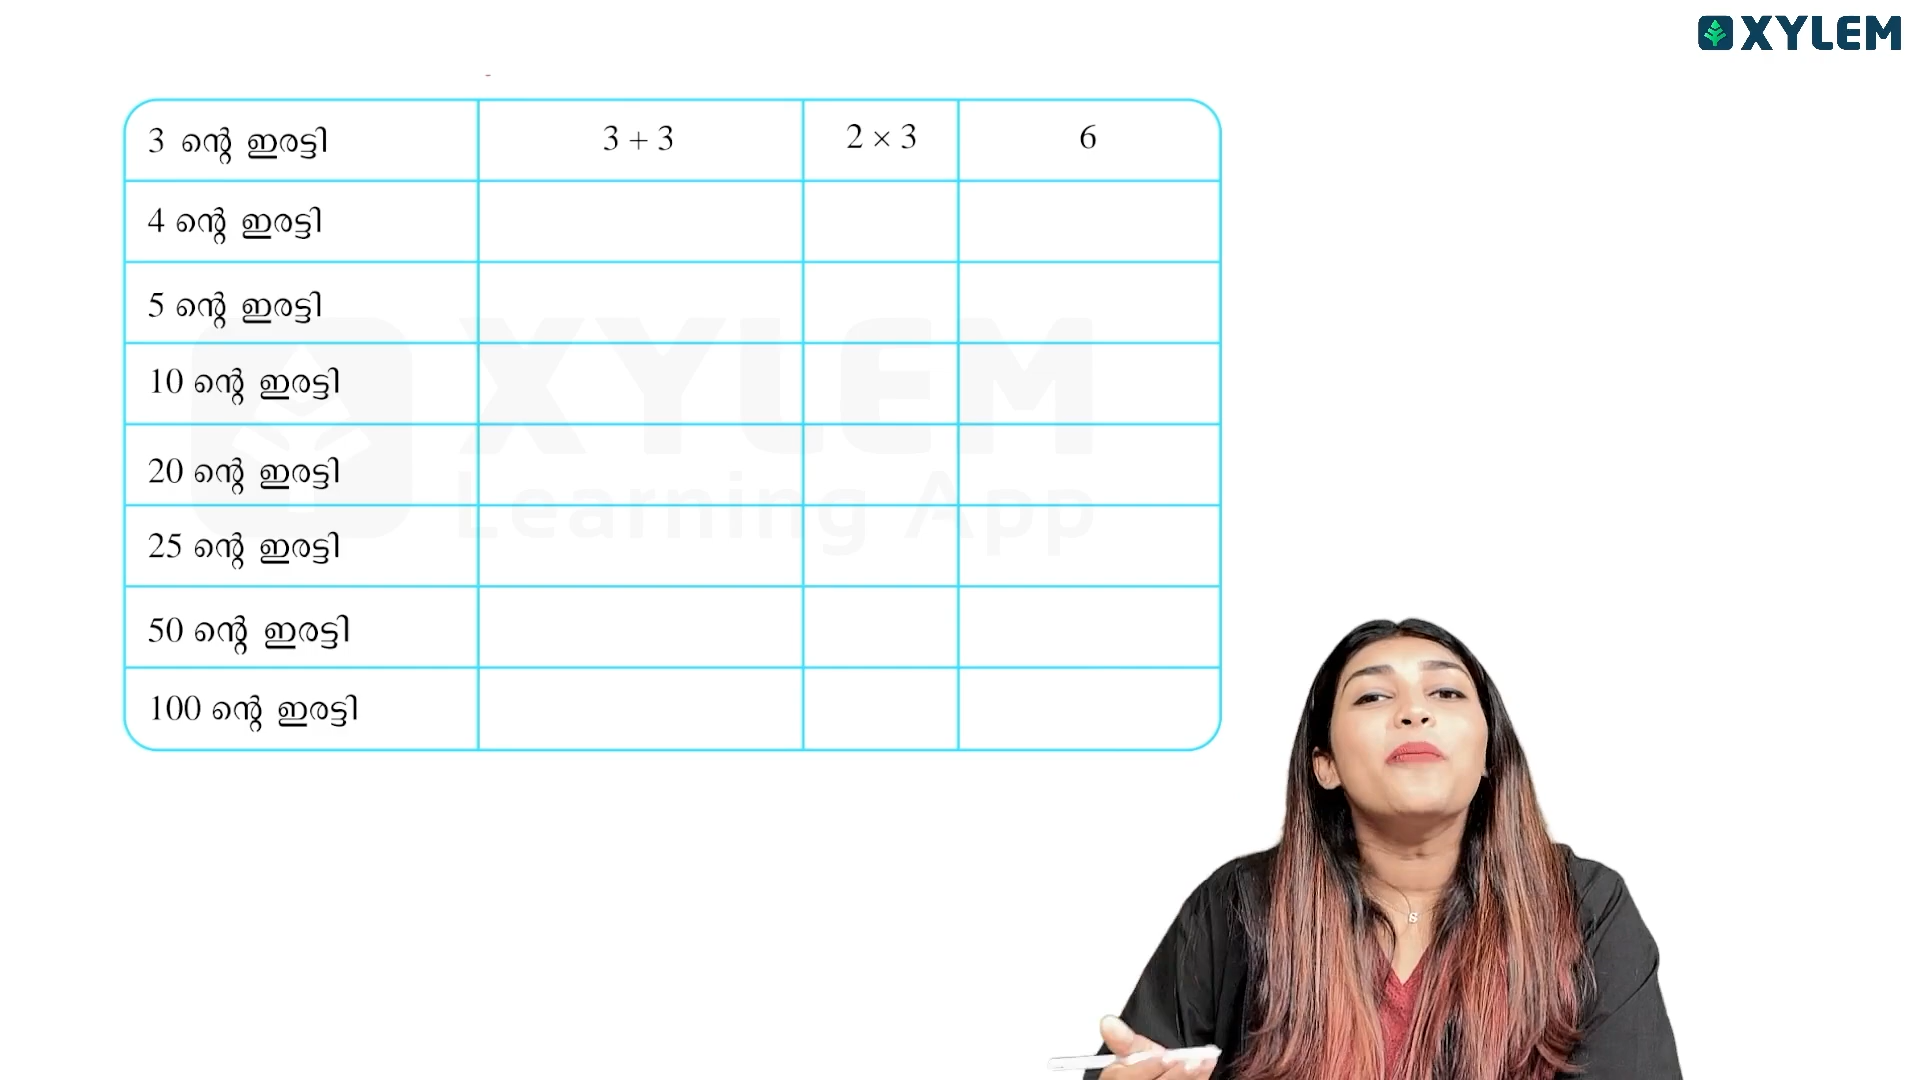 XYLEM
3 ന്റെ ഇരട്ടി 3 + 3 2 × 3 6
4 ന്റെ ഇരട്ടി
5 ന്റെ ഇരട്ടി
10 ന്റെ ഇരട്ടി
20 ന്റെ ഇരട്ടി
25 ന്റെ ഇരട്ടി
50 ന്റെ ഇരട്ടി
100 ന്റെ ഇരട്ടി
XYLEM
Learning App